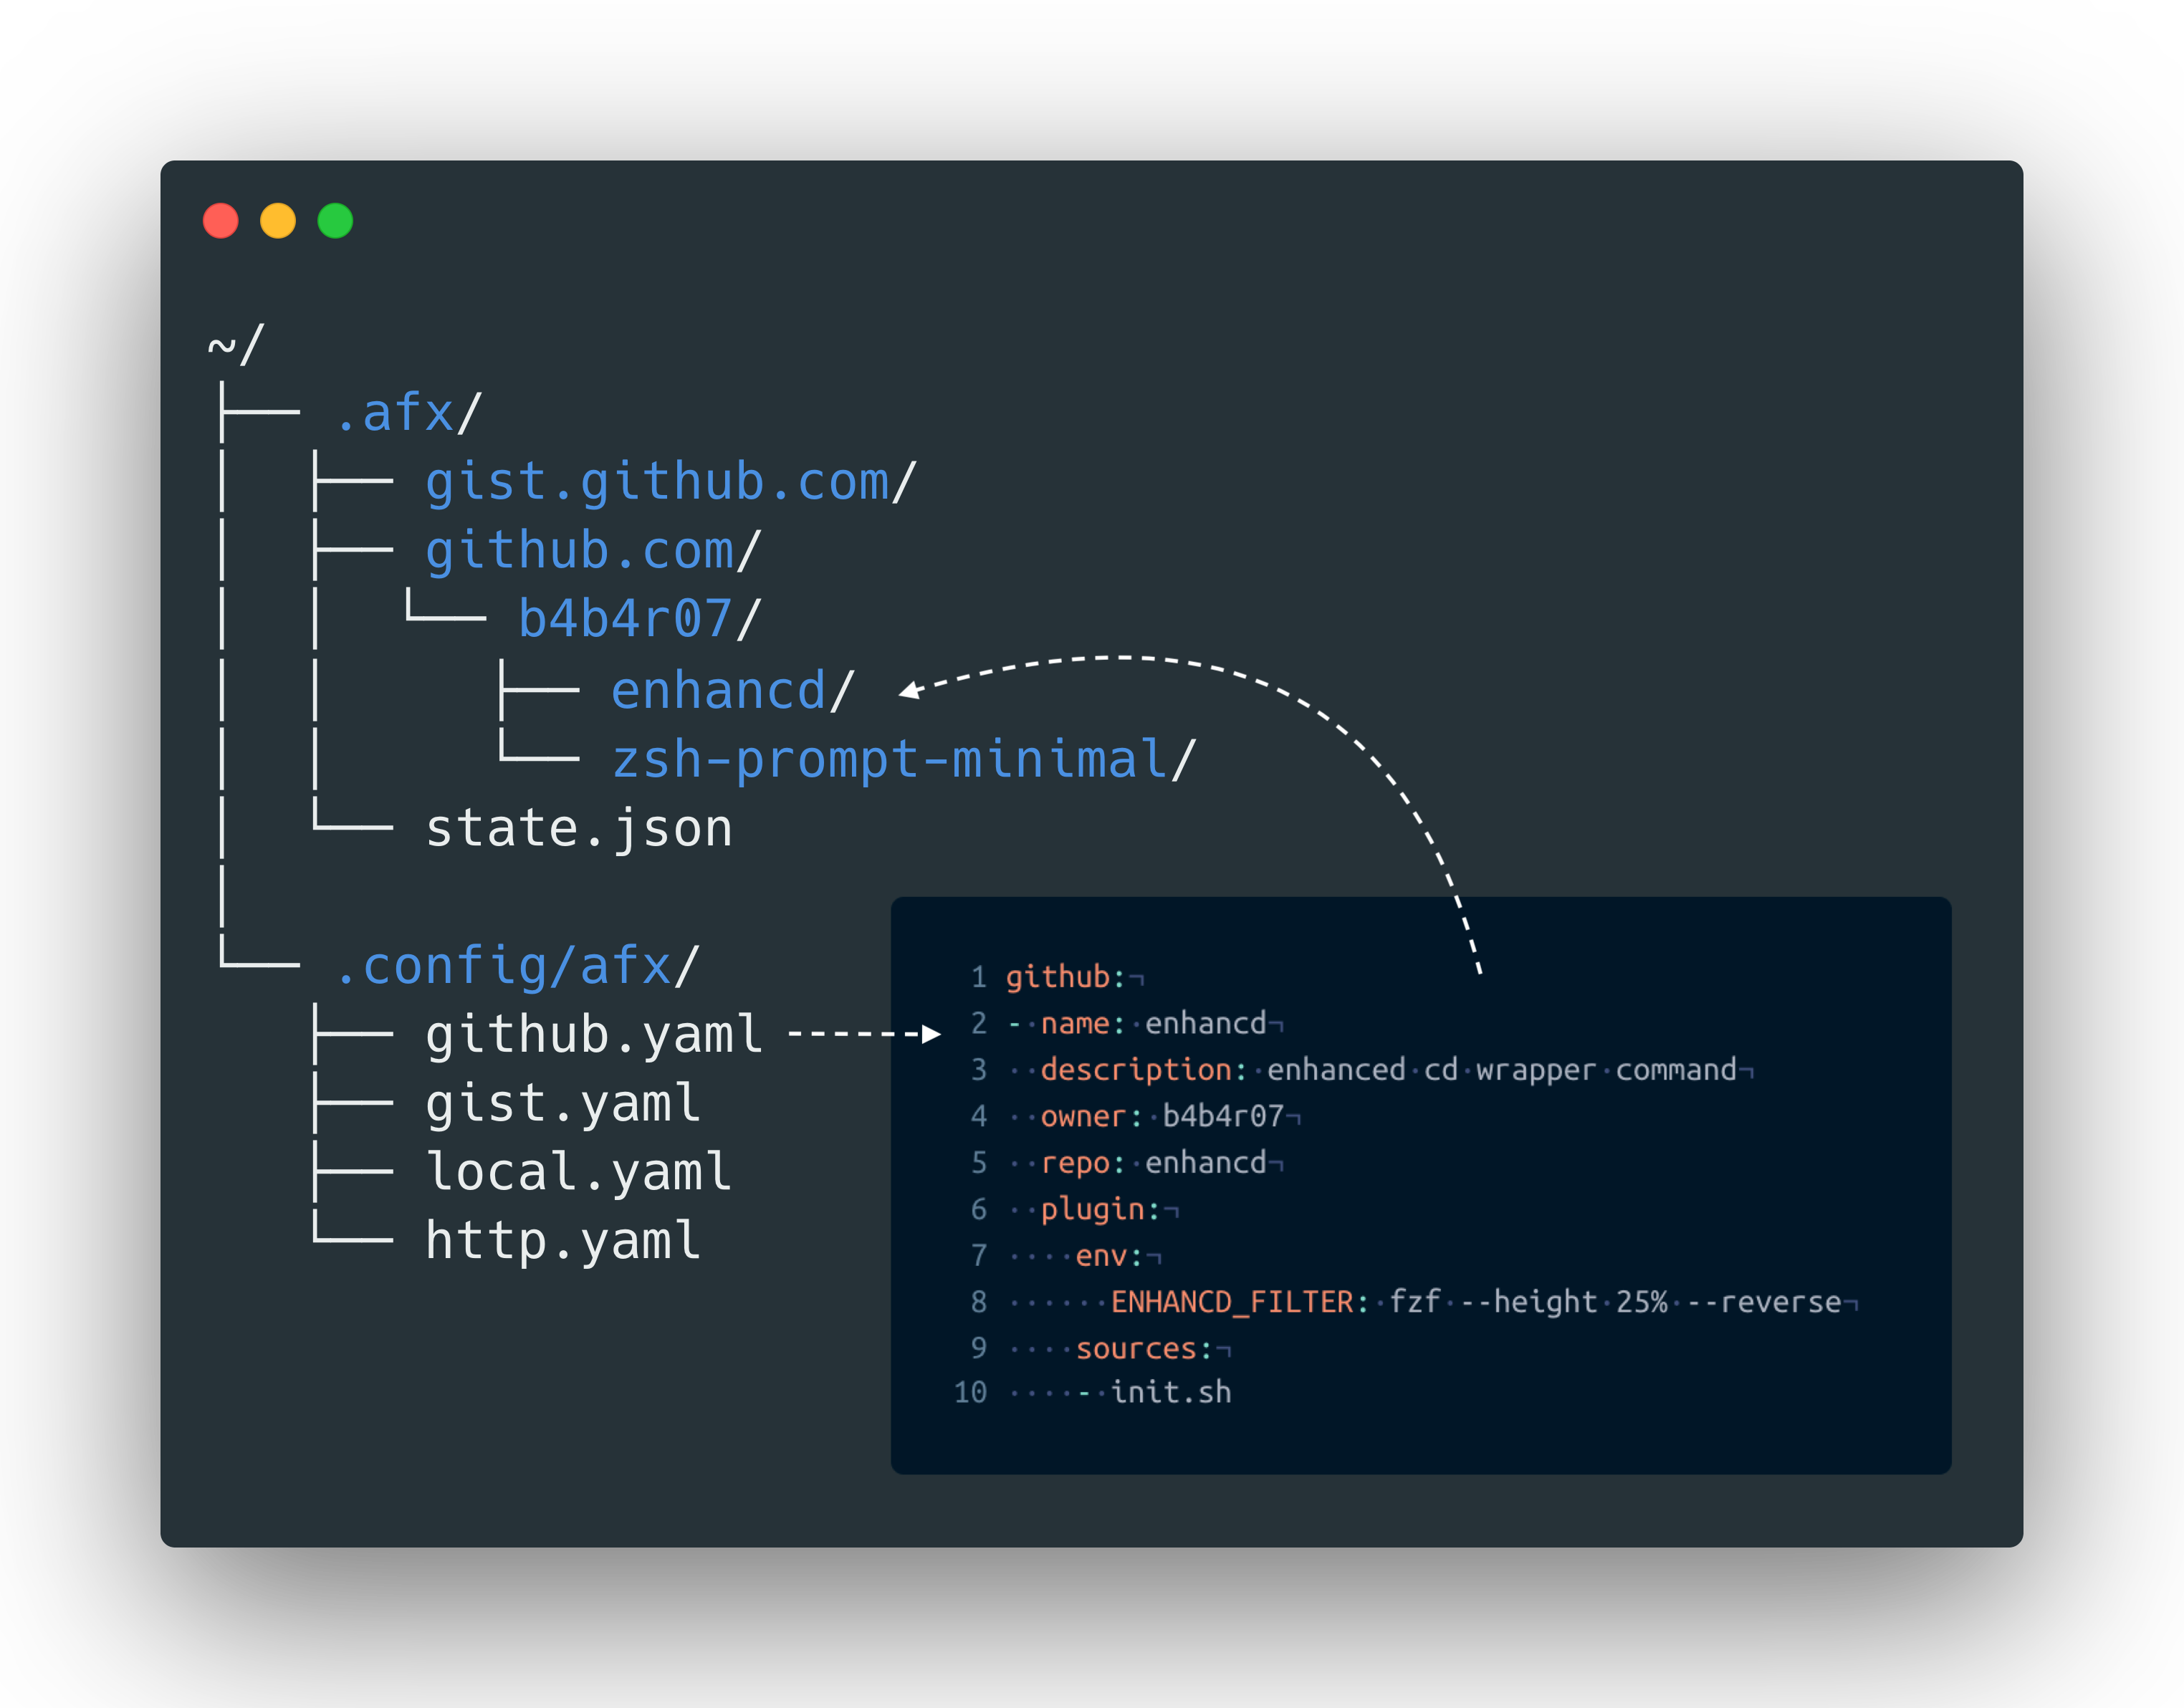 ~/
├── .afx/
│  ├── gist.github.com/
│  ├── github.com/
│  │  └── b4b4r07/
│  │     ├── enhancd/
│  │     └── zsh-prompt-minimal/
│  └── state.json
│
└── .config/afx/
   ├── github.yaml
   ├── gist.yaml
   ├── local.yaml
   └── http.yaml
1 github:¬
2 -·name:·enhancd¬
3 ··description:·enhanced·cd·wrapper·command¬
4 ··owner:·b4b4r07¬
5 ··repo:·enhancd¬
6 ··plugin:¬
7 ····env:¬
8 ······ENHANCD_FILTER:·fzf·--height·25%·--reverse¬
9 ····sources:¬
10 ····-·init.sh